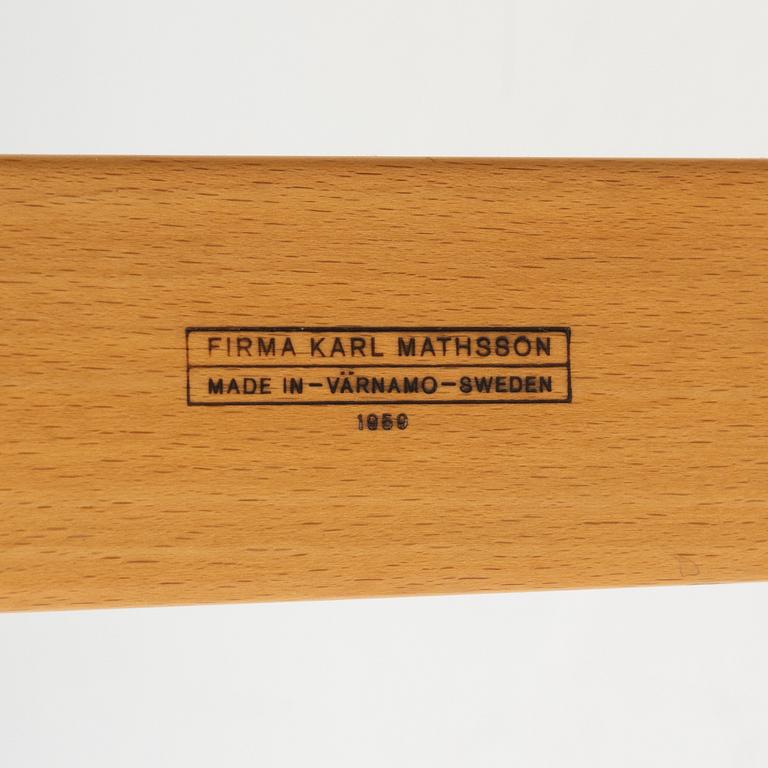 FIRMA KARL MATHSSON
MADE IN-VÄRNAMO-SWEDEN
1959